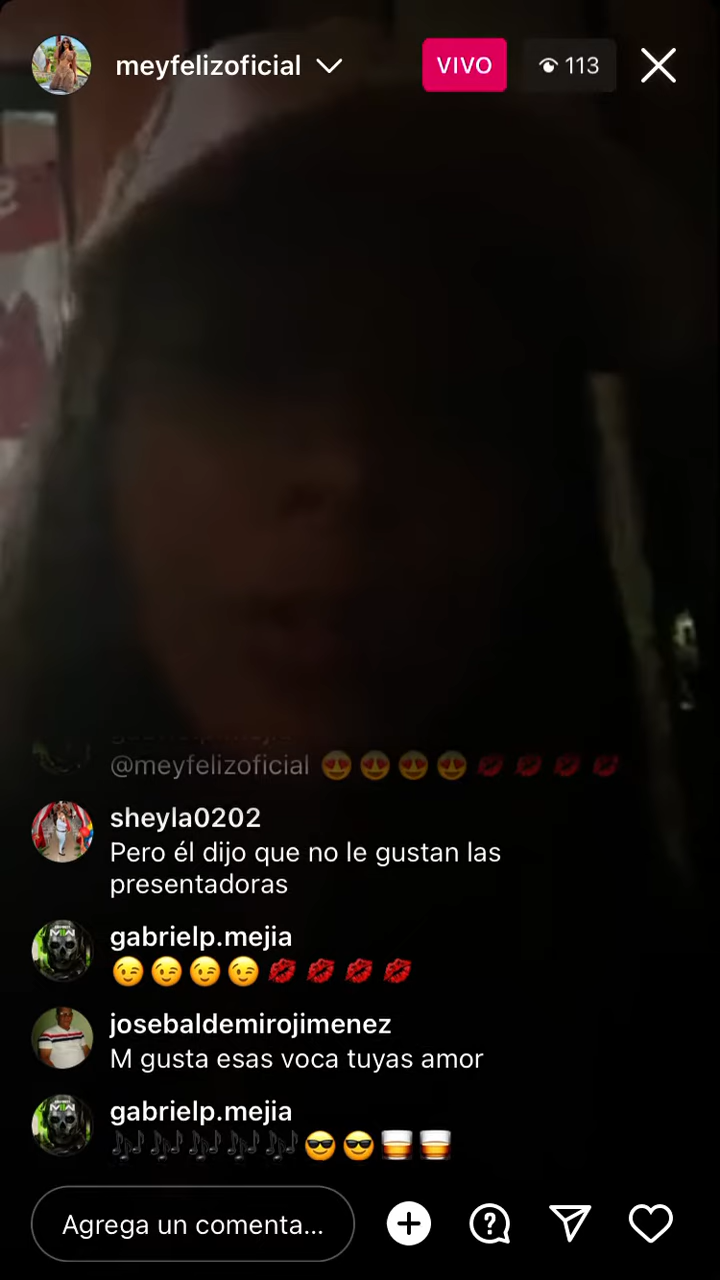 meyfelizoficial
VIVO
113
@meyfelizoficial 😍😍😍😍💋💋💋💋
sheyla0202
Pero él dijo que no le gustan las
presentadoras
gabrielp.mejia
😉😉😉😉💋💋💋💋
josebaldemirojimenez
M gusta esas voca tuyas amor
gabrielp.mejia
🎶🎶🎶🎶🎶😎😎🥃🥃
Agrega un comenta...